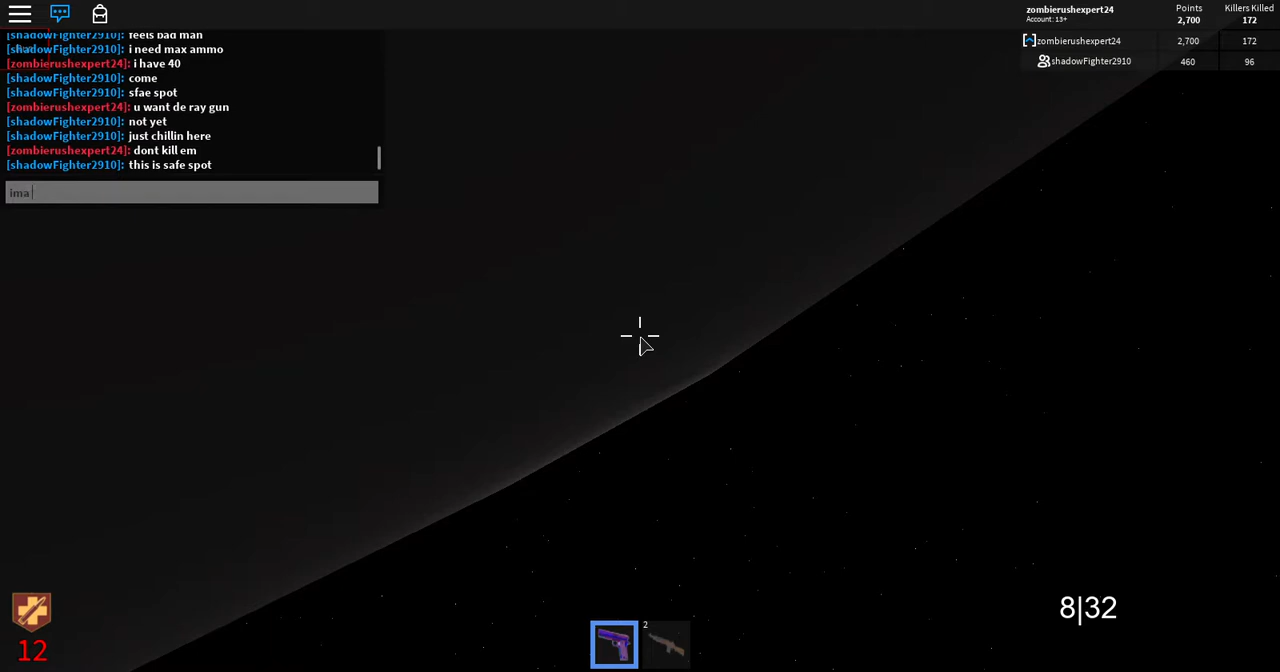 zombierushexpert24
Account: 13+
Points
2,700
Killers Killed
172
zombierushexpert24 2,700 172
shadowFighter2910 460 96
[shadowFighter2910]: feels bad man
[shadowFighter2910]: i need max ammo
[zombierushexpert24]: i have 40
[shadowFighter2910]: come
[shadowFighter2910]: sfae spot
[zombierushexpert24]: u want de ray gun
[shadowFighter2910]: not yet
[shadowFighter2910]: just chillin here
[zombierushexpert24]: dont kill em
[shadowFighter2910]: this is safe spot
ima
12
2
8|32